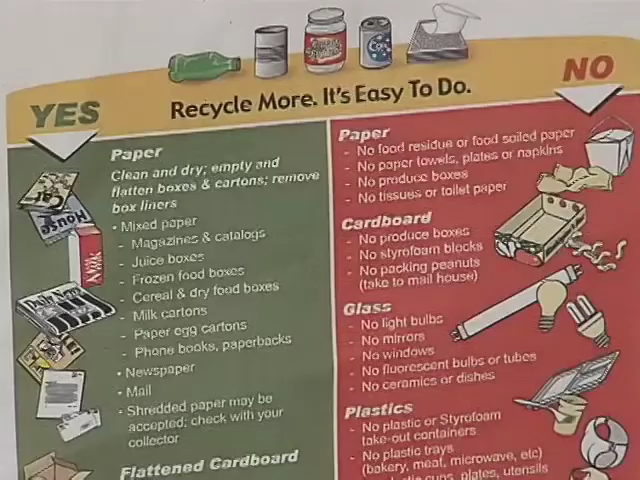 YES
Recycle More. It's Easy To Do.
NO
Paper
Clean and dry; empty and
flatten boxes & cartons; remove
box liners
• Mixed paper
- Magazines & catalogs
- Juice boxes
- Frozen food boxes
- Cereal & dry food boxes
- Milk cartons
- Paper egg cartons
- Phone books, paperbacks
• Newspaper
• Mail
• Shredded paper may be
accepted; check with your
collector
Flattened Cardboard
House
Milk
Daily News
Paper
- No food residue or food soiled paper
- No paper towels, plates or napkins
- No produce boxes
- No tissues or toilet paper
Cardboard
- No produce boxes
- No styrofoam blocks
- No packing peanuts
(take to mail house)
Glass
- No light bulbs
- No mirrors
- No windows
- No fluorescent bulbs or tubes
- No ceramics or dishes
Plastics
- No plastic or Styrofoam
take-out containers
- No plastic trays
(bakery, meat, microwave, etc)
cups, plates, utensils